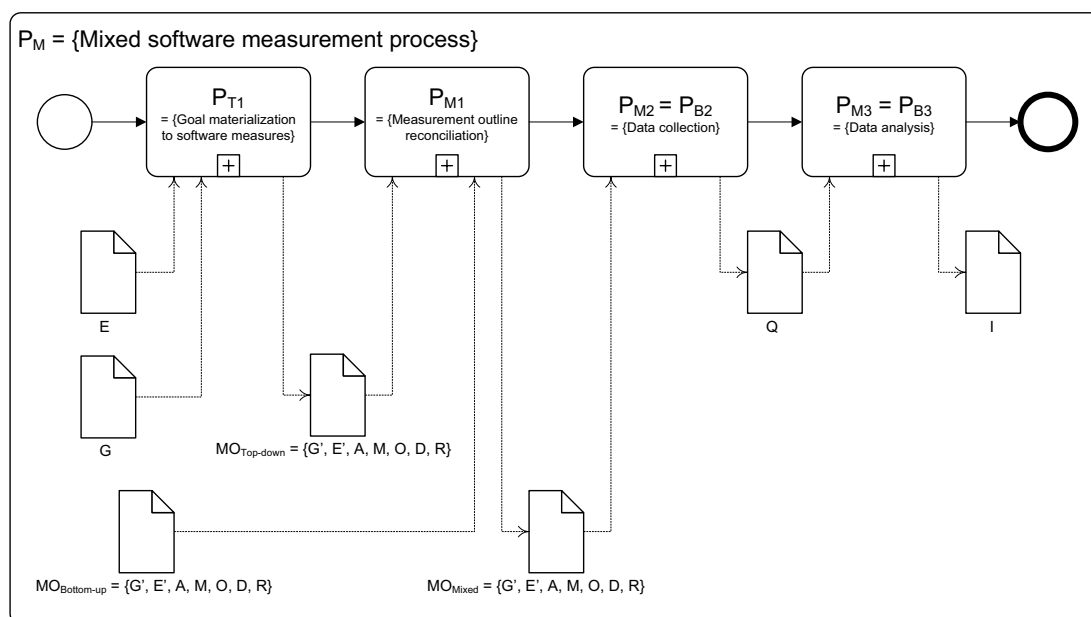 P_M = {Mixed software measurement process}
P_T1
= {Goal materialization
to software measures}
+
P_M1
= {Measurement outline
reconciliation}
+
P_M2 = P_B2
= {Data collection}
+
P_M3 = P_B3
= {Data analysis}
+
E
Q
I
G
MO_Top-down = {G’, E’, A, M, O, D, R}
MO_Bottom-up = {G’, E’, A, M, O, D, R}
MO_Mixed = {G’, E’, A, M, O, D, R}